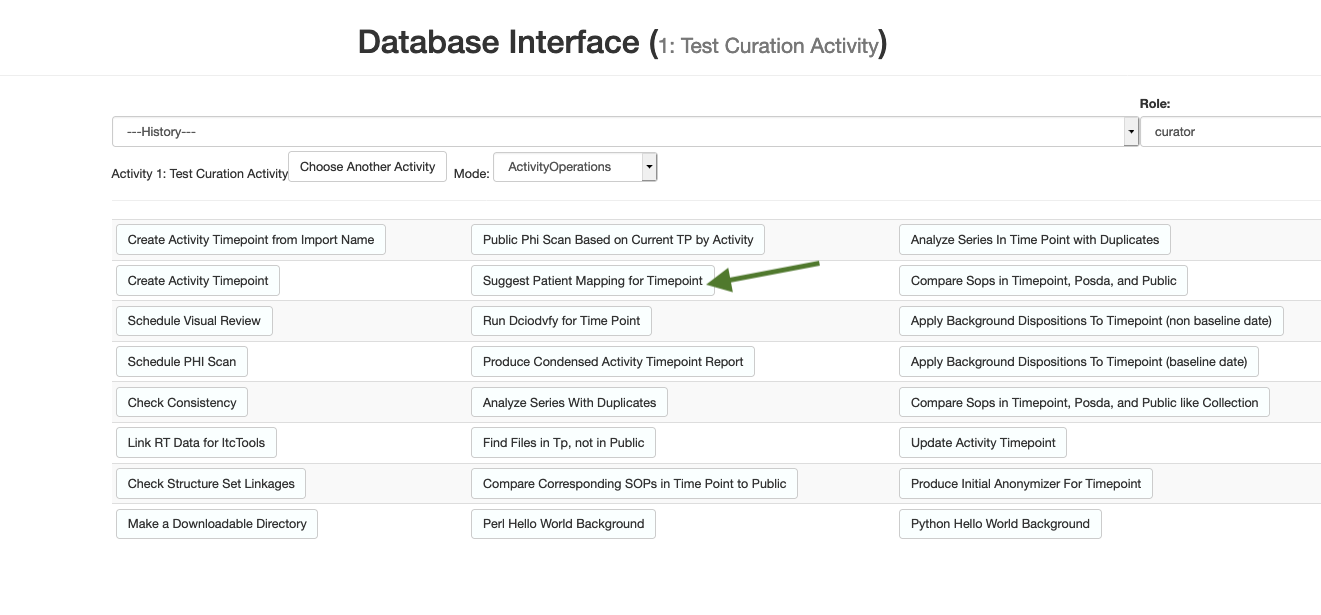 Database Interface (1: Test Curation Activity)
Role:
---History---
curator
Activity 1: Test Curation Activity Choose Another Activity Mode: ActivityOperations
Create Activity Timepoint from Import Name Public Phi Scan Based on Current TP by Activity Analyze Series In Time Point with Duplicates
Create Activity Timepoint Suggest Patient Mapping for Timepoint Compare Sops in Timepoint, Posda, and Public
Schedule Visual Review Run Dciodvfy for Time Point Apply Background Dispositions To Timepoint (non baseline date)
Schedule PHI Scan Produce Condensed Activity Timepoint Report Apply Background Dispositions To Timepoint (baseline date)
Check Consistency Analyze Series With Duplicates Compare Sops in Timepoint, Posda, and Public like Collection
Link RT Data for ItcTools Find Files in Tp, not in Public Update Activity Timepoint
Check Structure Set Linkages Compare Corresponding SOPs in Time Point to Public Produce Initial Anonymizer For Timepoint
Make a Downloadable Directory Perl Hello World Background Python Hello World Background